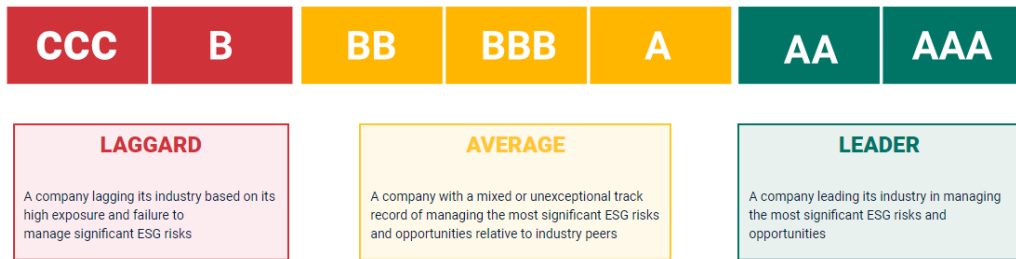 CCC B BB BBB A AA AAA
LAGGARD
A company lagging its industry based on its
high exposure and failure to
manage significant ESG risks
AVERAGE
A company with a mixed or unexceptional track
record of managing the most significant ESG risks
and opportunities relative to industry peers
LEADER
A company leading its industry in managing
the most significant ESG risks and
opportunities